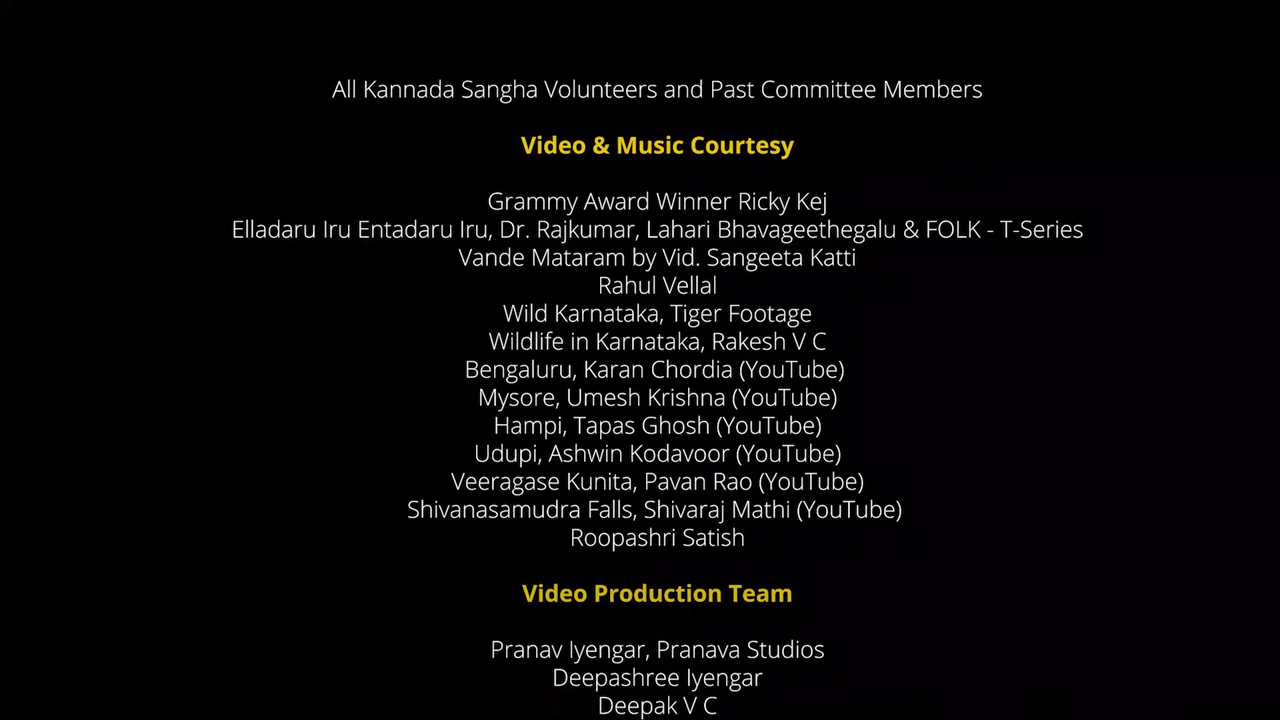 All Kannada Sangha Volunteers and Past Committee Members
Video & Music Courtesy
Grammy Award Winner Ricky Kej
Elladaru Iru Entadaru Iru, Dr. Rajkumar, Lahari Bhavageethegalu & FOLK - T-Series
Vande Mataram by Vid. Sangeeta Katti
Rahul Vellal
Wild Karnataka, Tiger Footage
Wildlife in Karnataka, Rakesh V C
Bengaluru, Karan Chordia (YouTube)
Mysore, Umesh Krishna (YouTube)
Hampi, Tapas Ghosh (YouTube)
Udupi, Ashwin Kodavoor (YouTube)
Veeragase Kunita, Pavan Rao (YouTube)
Shivanasamudra Falls, Shivaraj Mathi (YouTube)
Roopashri Satish
Video Production Team
Pranav Iyengar, Pranava Studios
Deepashree Iyengar
Deepak V C